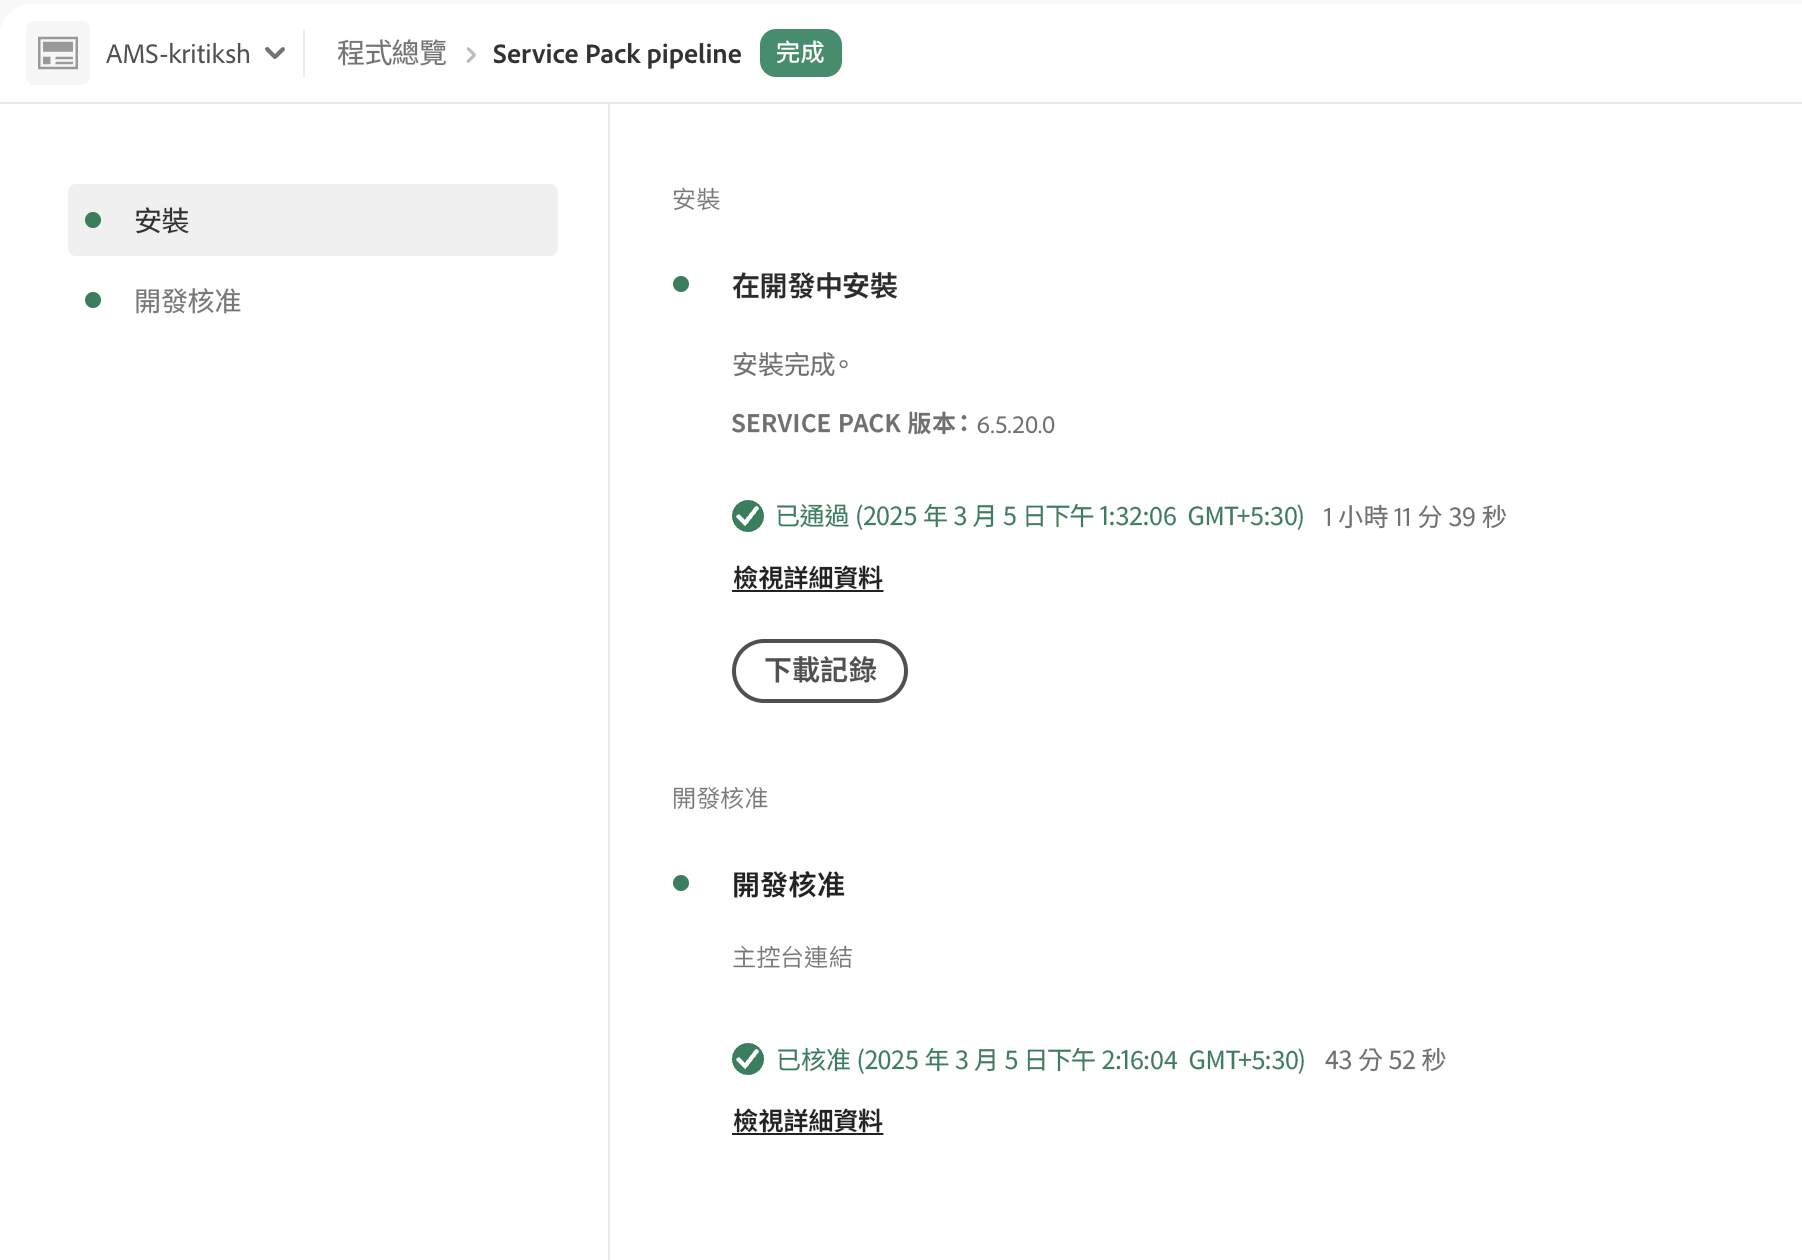 AMS-kritiksh 程式總覽 Service Pack pipeline 完成
安裝
開發核准
安裝
在開發中安裝
安裝完成。
SERVICE PACK 版本： 6.5.20.0
已通過 (2025 年 3 月 5 日下午 1:32:06 GMT+5:30) 1 小時 11 分 39 秒
檢視詳細資料
下載記錄
開發核准
開發核准
主控台連結
已核准 (2025 年 3 月 5 日下午 2:16:04 GMT+5:30) 43 分 52 秒
檢視詳細資料